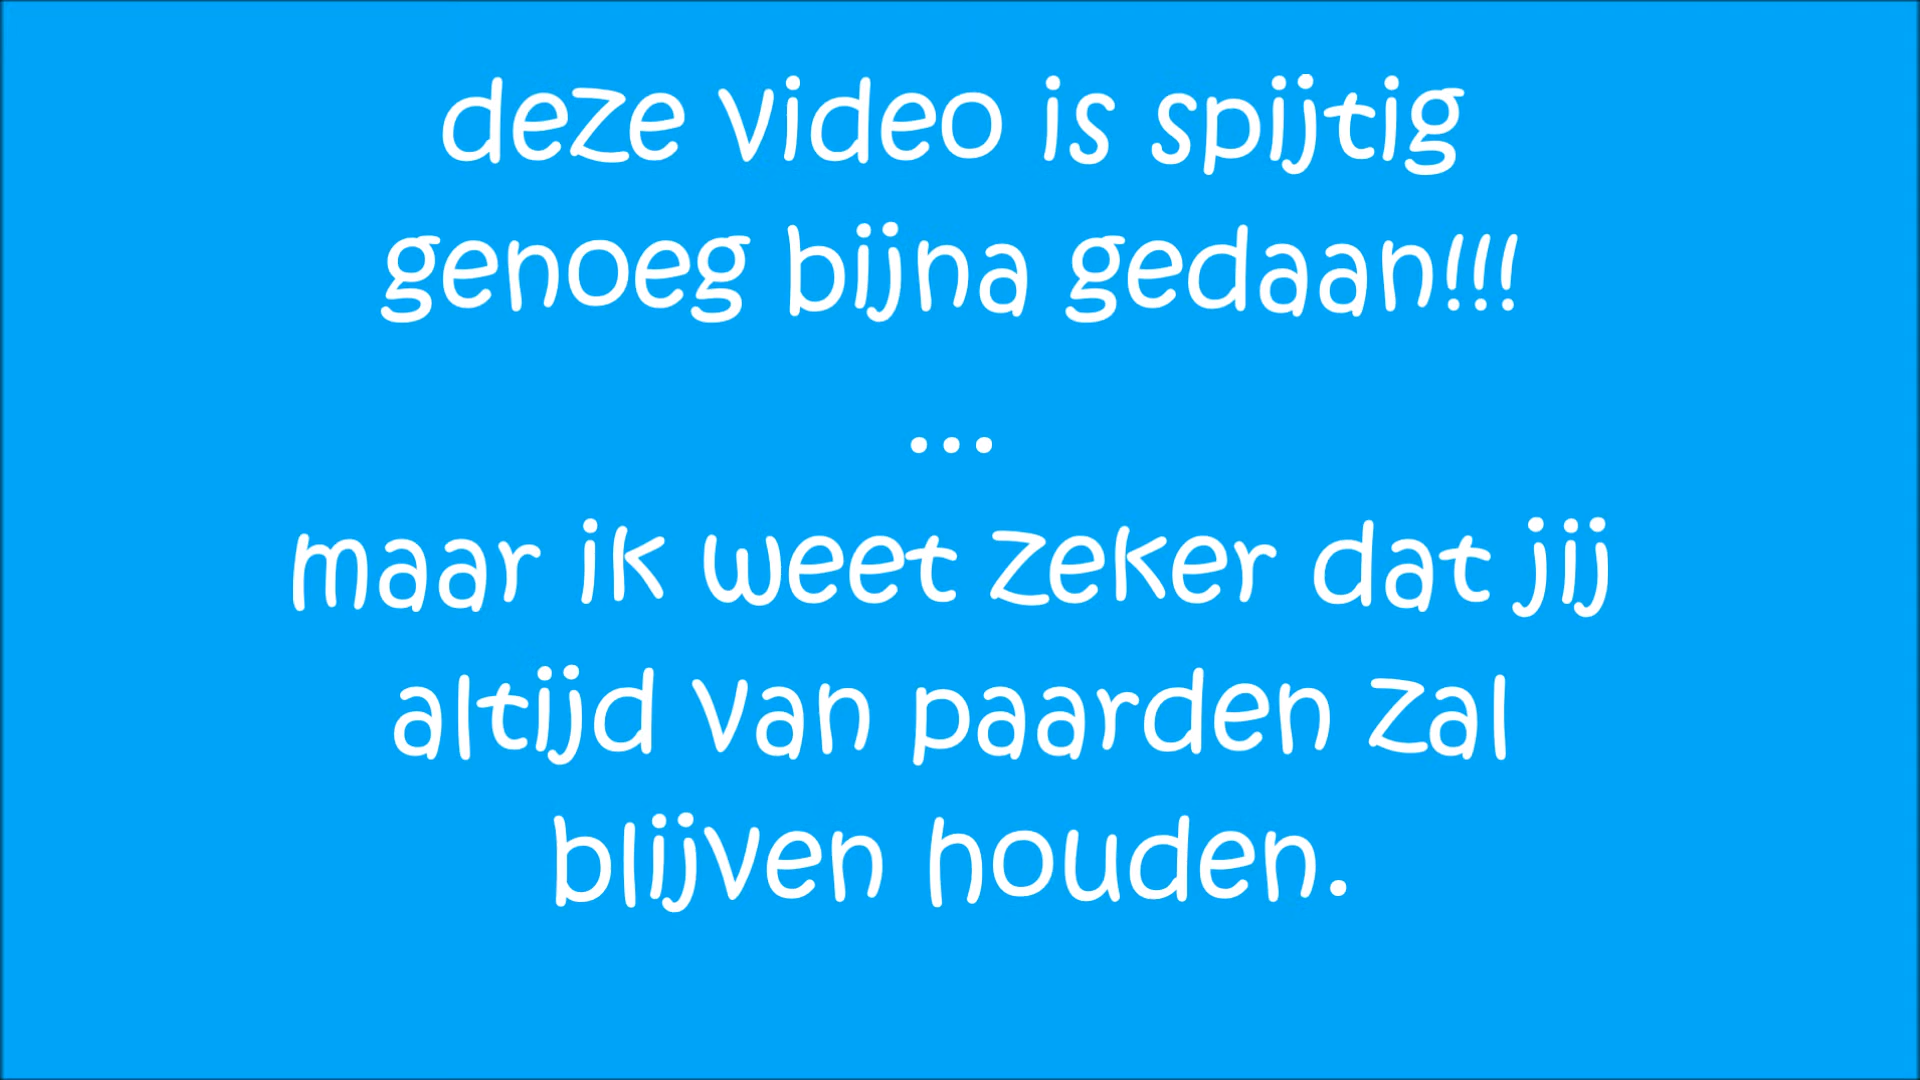 deze video is spijtig
genoeg bijna gedaan!!!
...
maar ik weet zeker dat jij
altijd van paarden zal
blijven houden.